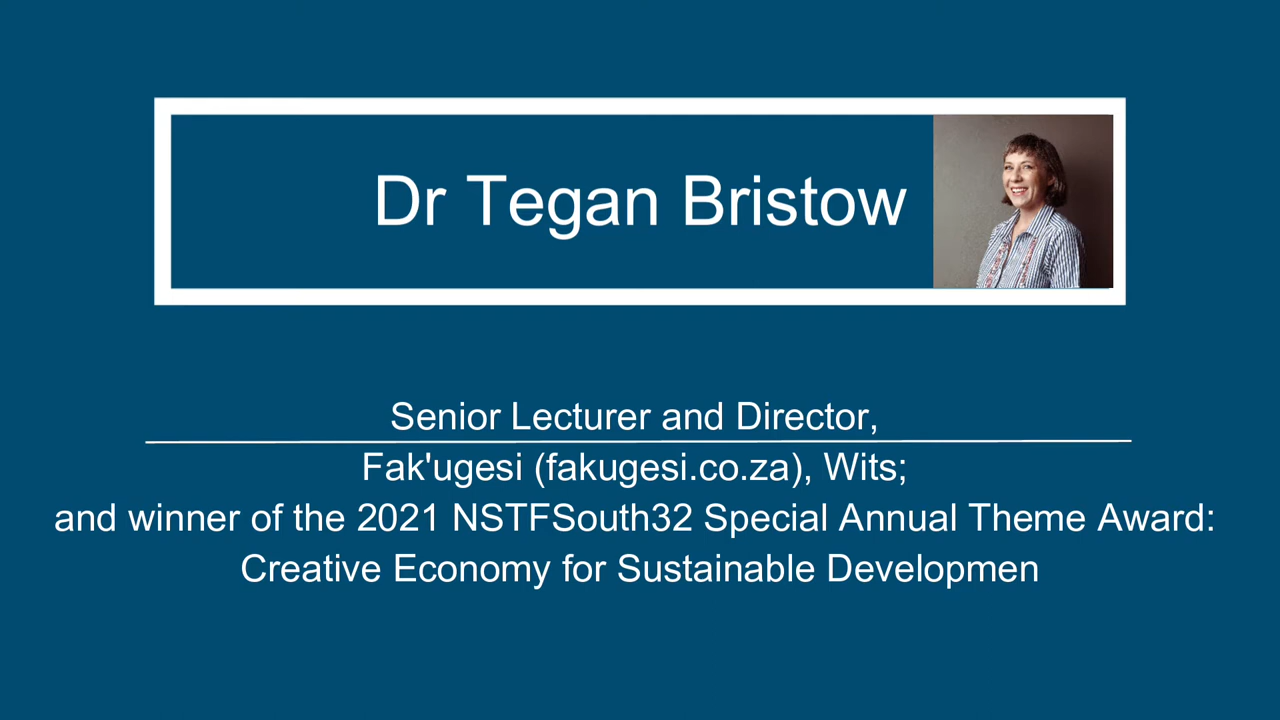 Dr Tegan Bristow
Senior Lecturer and Director,
Fak'ugesi (fakugesi.co.za), Wits;
and winner of the 2021 NSTFSouth32 Special Annual Theme Award:
Creative Economy for Sustainable Developmen